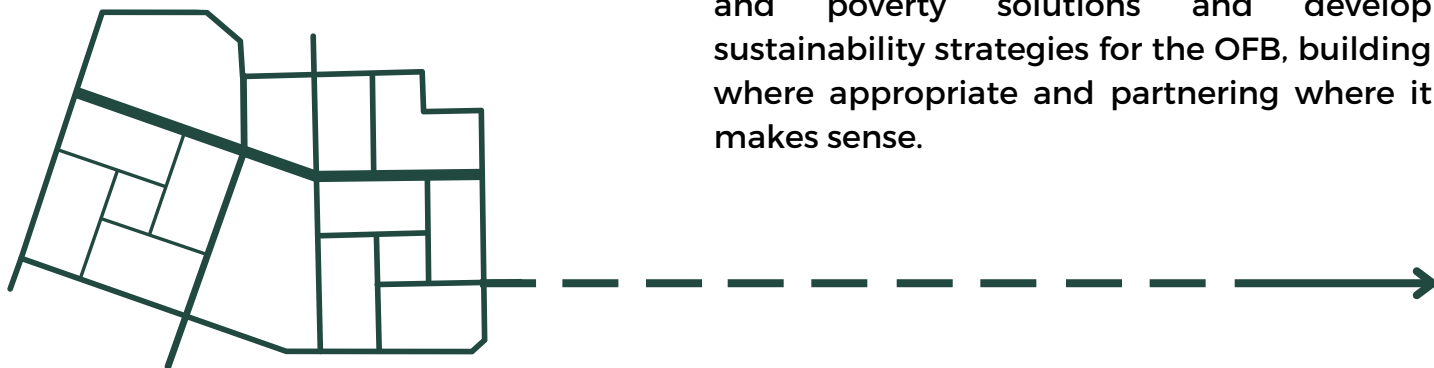 and poverty solutions and develop
sustainability strategies for the OFB, building
where appropriate and partnering where it
makes sense.